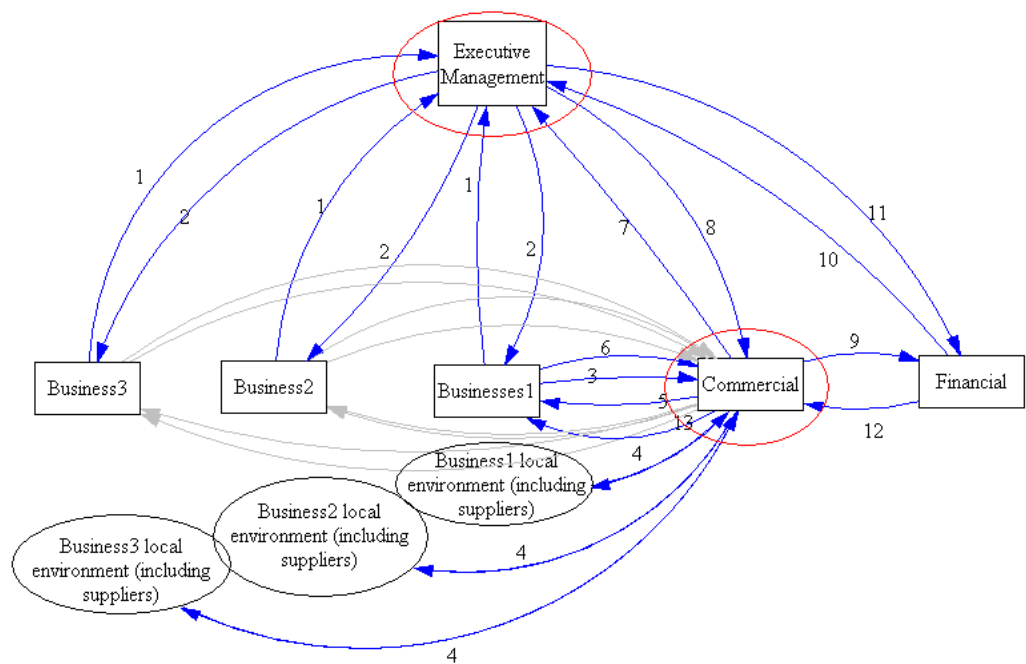 Executive
Management
1
2
1
2
1
2
7
8
11
10
6
9
3
5
13
12
Business3
Business2
Businesses1
Commercial
Financial
Business1 local
environment (including
suppliers)
4
Business2 local
environment (including
suppliers)
4
Business3 local
environment (including
suppliers)
4